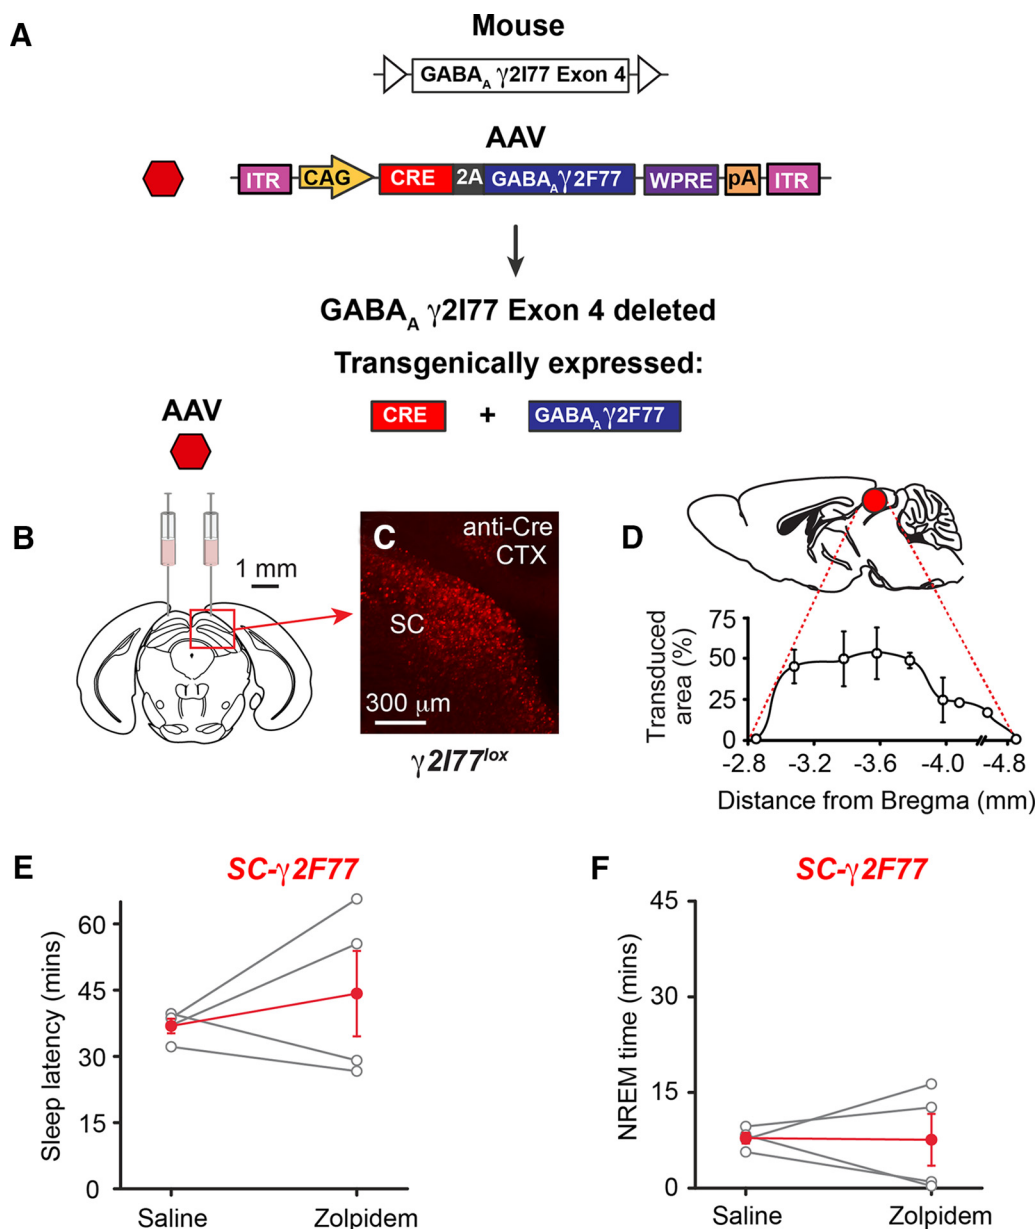 A
Mouse
GABAA γ2I77 Exon 4
AAV
ITR CAG CRE 2A GABAAγ2F77 WPRE pA ITR
GABAA γ2I77 Exon 4 deleted
Transgenically expressed:
CRE + GABAAγ2F77
AAV
B
1 mm
C
anti-Cre
CTX
SC
300 μm
γ2I77lox
D
Transduced
area (%)
75
50
25
0
-2.8 -3.2 -3.6 -4.0 -4.8
Distance from Bregma (mm)
E
SC-γ2F77
Sleep latency (mins)
60
45
30
15
0
Saline Zolpidem
F
SC-γ2F77
NREM time (mins)
45
30
15
0
Saline Zolpidem